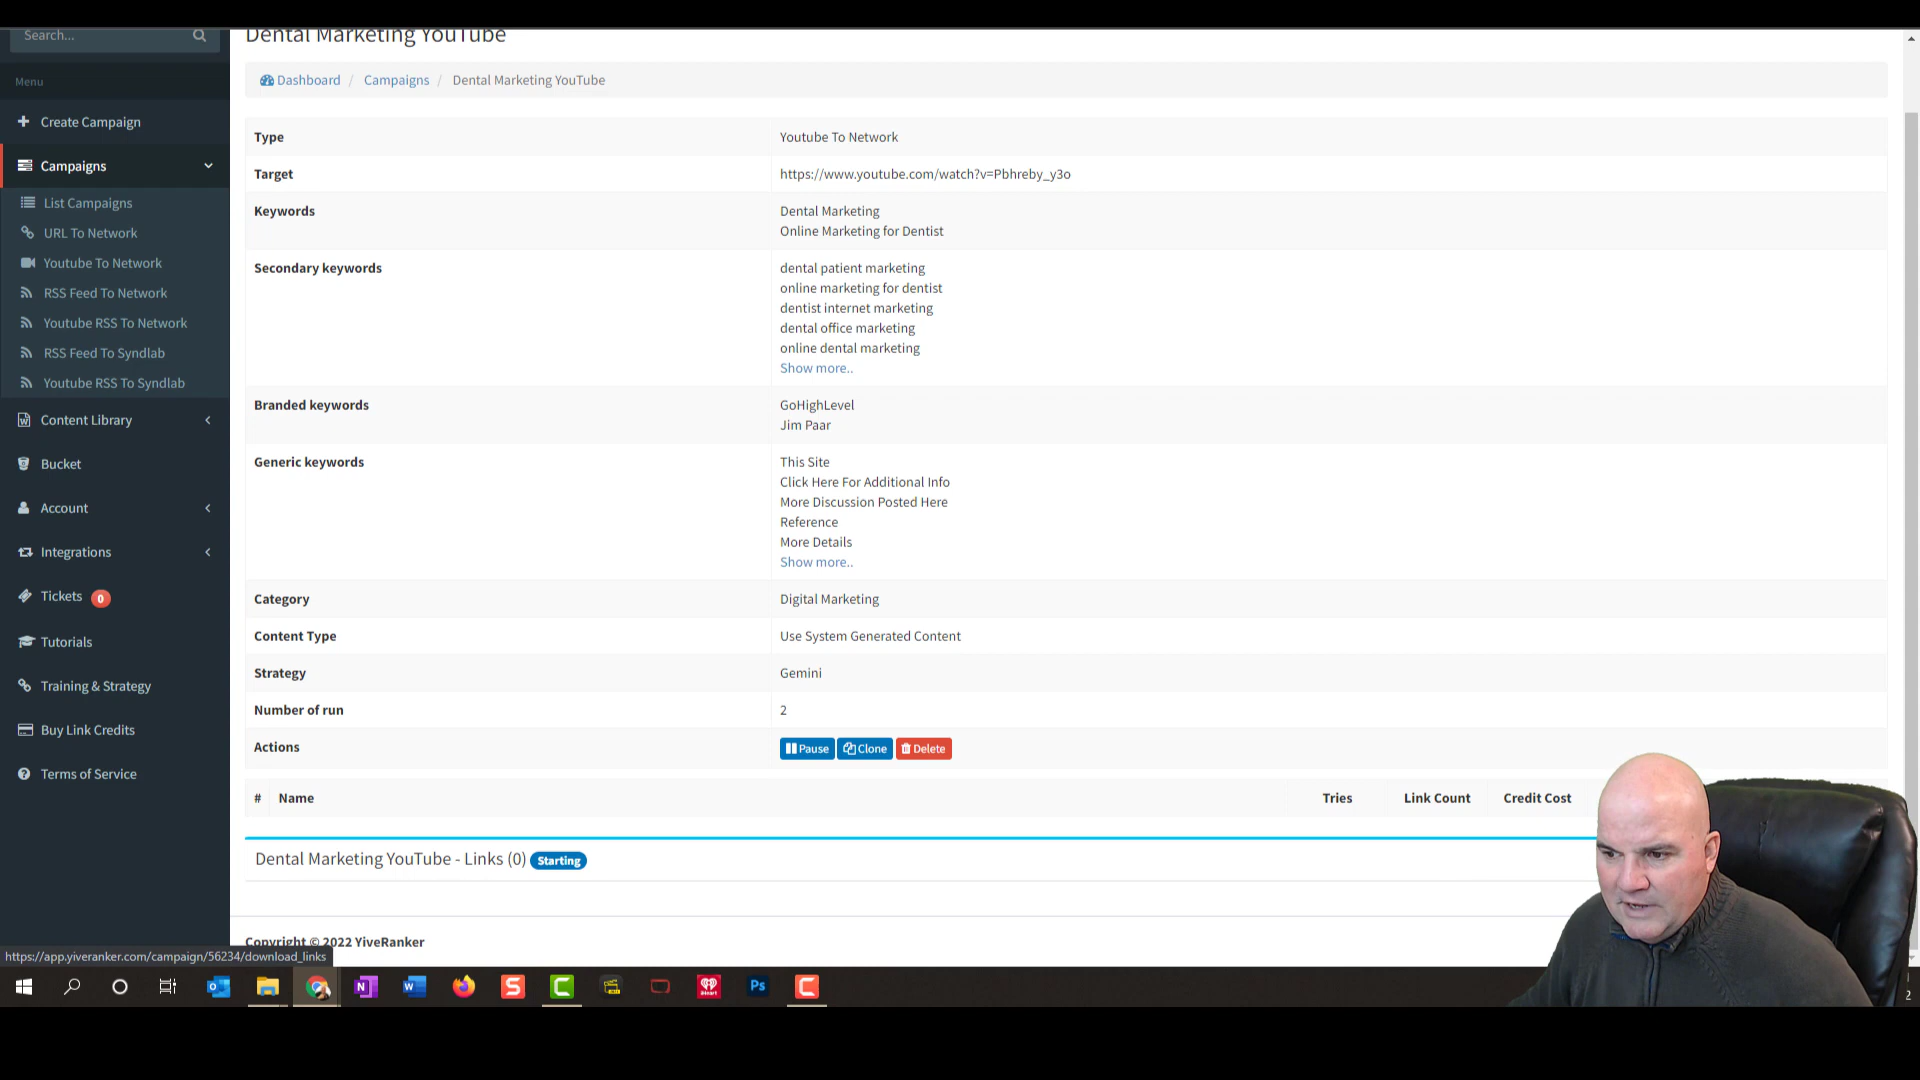 Dental Marketing YouTube
Search...
Menu
Dashboard / Campaigns / Dental Marketing YouTube
Create Campaign
Campaigns
List Campaigns
URL To Network
Youtube To Network
RSS Feed To Network
Youtube RSS To Network
RSS Feed To Syndlab
Youtube RSS To Syndlab
Content Library
Bucket
Account
Integrations
Tickets 0
Tutorials
Training & Strategy
Buy Link Credits
Terms of Service
Type Youtube To Network
Target https://www.youtube.com/watch?v=Pbhreby_y3o
Keywords Dental Marketing
Online Marketing for Dentist
Secondary keywords dental patient marketing
online marketing for dentist
dentist internet marketing
dental office marketing
online dental marketing
Show more..
Branded keywords GoHighLevel
Jim Paar
Generic keywords This Site
Click Here For Additional Info
More Discussion Posted Here
Reference
More Details
Show more..
Category Digital Marketing
Content Type Use System Generated Content
Strategy Gemini
Number of run 2
Actions Pause Clone Delete
# Name Tries Link Count Credit Cost
Dental Marketing YouTube - Links (0) Starting
Copyright © 2022 YiveRanker
https://app.yiveranker.com/campaign/56234/download_links